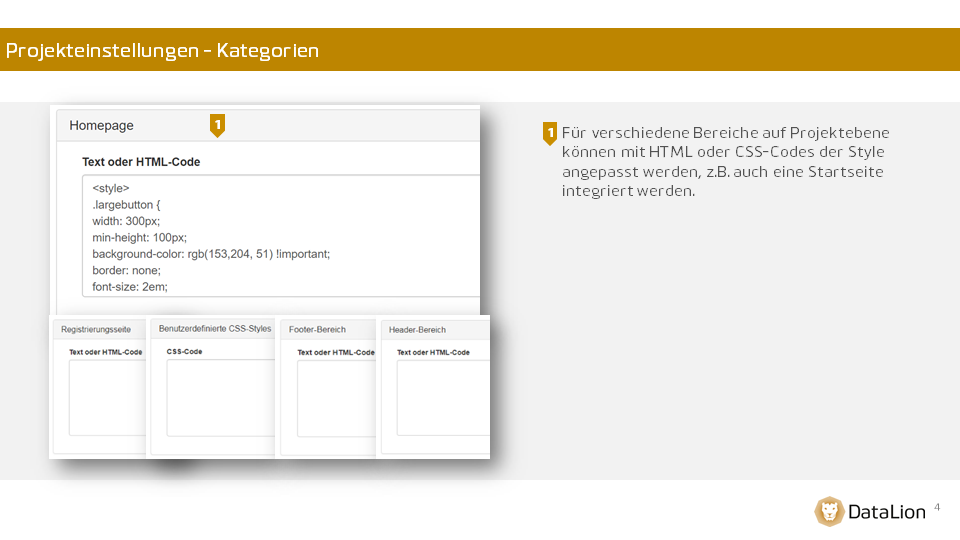 Projekteinstellungen - Kategorien
Homepage
1
Text oder HTML-Code
<style>
.largebutton {
width: 300px;
min-height: 100px;
background-color: rgb(153,204, 51) !important;
border: none;
font-size: 2em;
Registrierungsseite
Text oder HTML-Code
Benutzerdefinierte CSS-Styles
CSS-Code
Footer-Bereich
Text oder HTML-Code
Header-Bereich
Text oder HTML-Code
1
Für verschiedene Bereiche auf Projektebene
können mit HTML oder CSS-Codes der Style
angepasst werden, z.B. auch eine Startseite
integriert werden.
DataLion
4